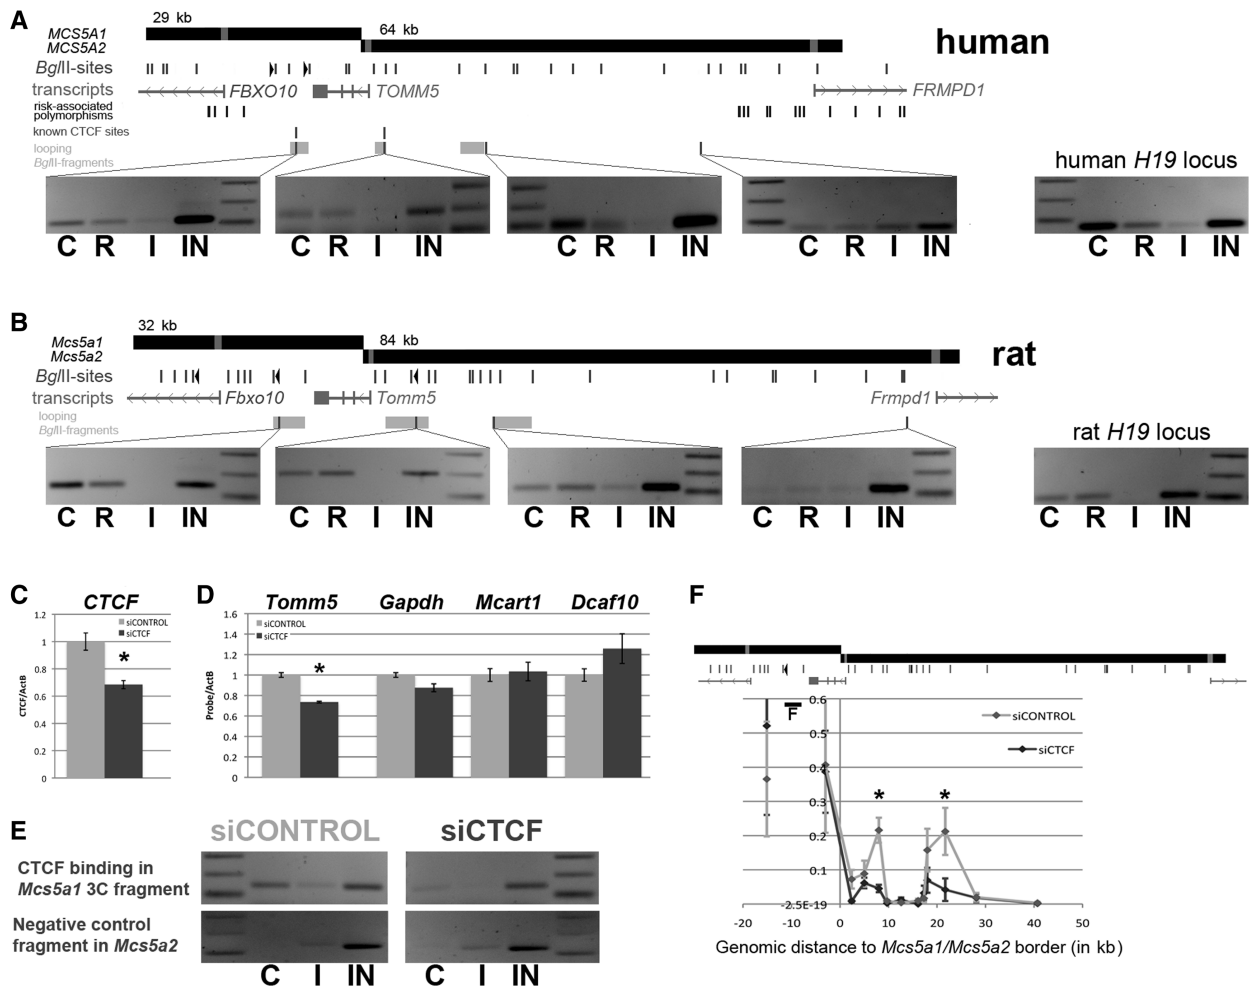 A
29 kb
64 kb
human
MCS5A1
MCS5A2
BglII-sites
transcripts
FBXO10
TOMM5
FRMPD1
risk-associated
polymorphisms
known CTCF sites
looping
BglII-fragments
human H19 locus
C R I IN
C R I IN
C R I IN
C R I IN
C R I IN
B
32 kb
84 kb
rat
Mcs5a1
Mcs5a2
BglII-sites
transcripts
Fbxo10
Tomm5
Frmpd1
looping
BglII-fragments
rat H19 locus
C R I IN
C R I IN
C R I IN
C R I IN
C R I IN
C
CTCF
siCONTROL
siCTCF
*
CTCF/ActB
1.2
1
0.8
0.6
0.4
0.2
0
D
Tomm5
Gapdh
Mcart1
Dcaf10
siCONTROL
siCTCF
*
Probe/ActB
1.6
1.4
1.2
1
0.8
0.6
0.4
0.2
0
E
siCONTROL
siCTCF
CTCF binding in
Mcs5a1 3C fragment
Negative control
fragment in Mcs5a2
C I IN
C I IN
F
F
siCONTROL
siCTCF
* *
0.6
0.5
0.4
0.3
0.2
0.1
-2.5E-19
-20 -10 0 10 20 30 40 50
Genomic distance to Mcs5a1/Mcs5a2 border (in kb)